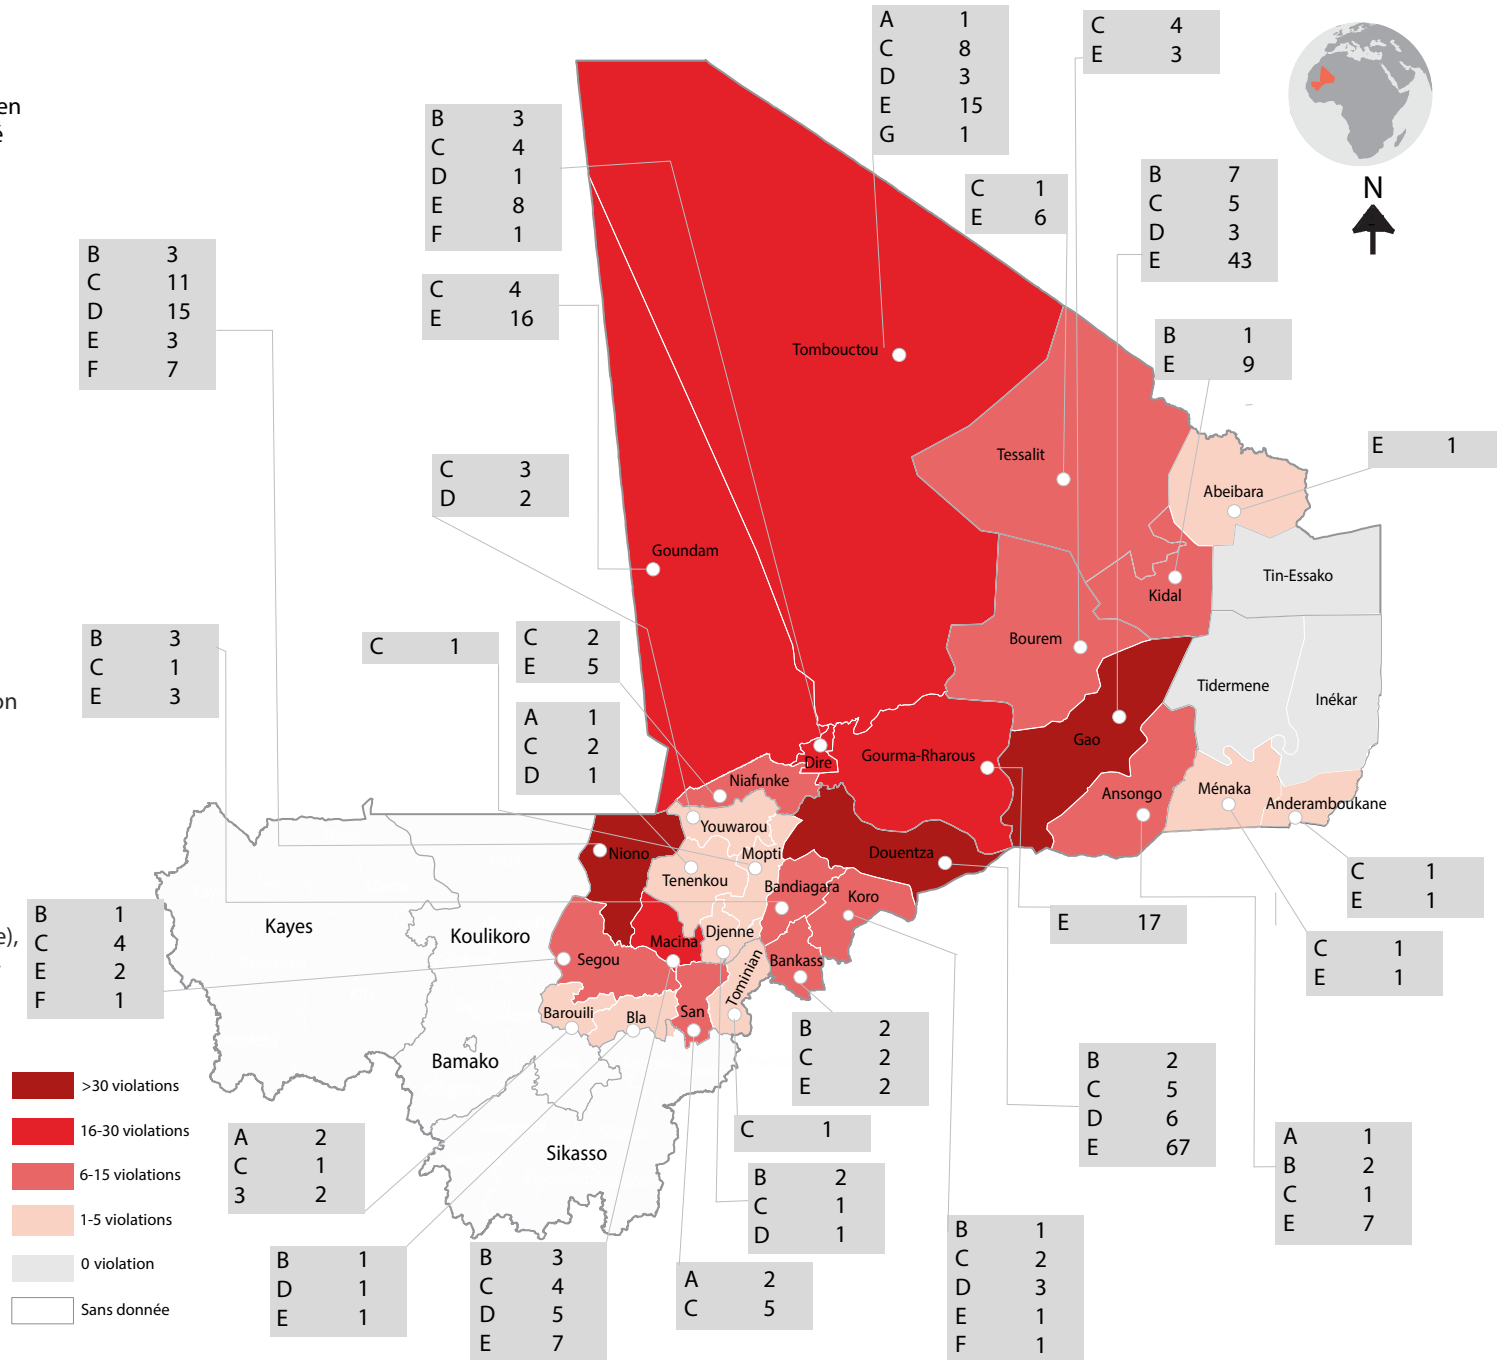 en
é
on
e),
A 1
C 8
D 3
E 15
G 1
C 4
E 3
B 3
C 4
D 1
E 8
F 1
C 1
E 6
B 7
C 5
D 3
E 43
N
B 3
C 11
D 15
E 3
F 7
C 4
E 16
B 1
E 9
E 1
C 3
D 2
B 3
C 1
E 3
C 1
C 2
E 5
A 1
C 2
D 1
B 1
C 4
E 2
F 1
Tombouctou
Tessalit
Abeibara
Goundam
Tin-Essako
Kidal
Bourem
Tidermene
Inékar
Gao
Dire
Gourma-Rharous
Niafunke
Ansongo
Ménaka
Anderamboukane
Youwarou
Niono
Mopti
Douentza
Tenenkou
Bandiagara
Koro
Kayes
Koulikoro
Macina
Djenne
Segou
Bankass
Tominian
Barouili
Bla
San
Bamako
Sikasso
E 17
C 1
E 1
C 1
E 1
B 2
C 2
E 2
B 2
C 5
D 6
E 67
C 1
A 1
B 2
C 1
E 7
B 2
C 1
D 1
A 2
C 1
3 2
B 1
D 1
E 1
B 3
C 4
D 5
E 7
A 2
C 5
B 1
C 2
D 3
E 1
F 1
>30 violations
16-30 violations
6-15 violations
1-5 violations
0 violation
Sans donnée